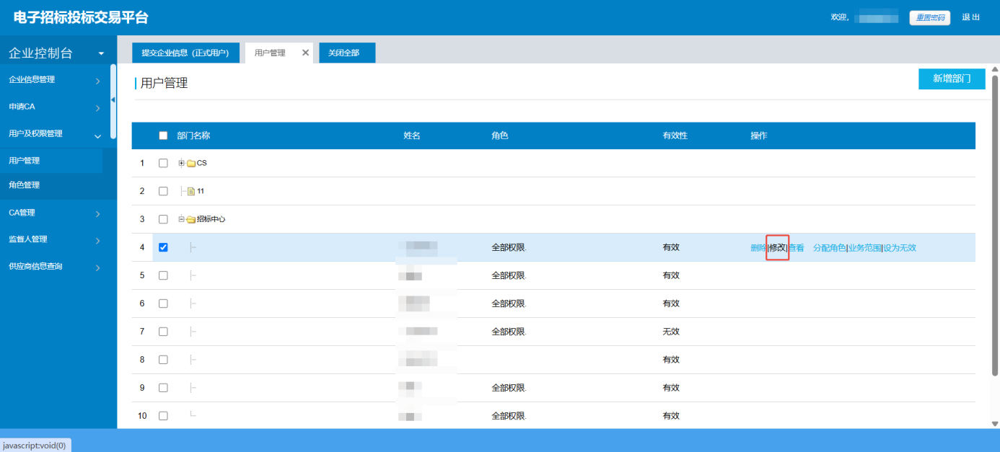 电子招标投标交易平台
欢迎,
重置密码
退出
企业控制台
提交企业信息（正式用户）
用户管理
关闭全部
企业信息管理
申请CA
用户及权限管理
用户管理
角色管理
CA管理
监督人管理
供应商信息查询
用户管理
新增部门
部门名称 姓名 角色 有效性 操作
1 CS
2 11
3 招标中心
4 全部权限. 有效 删除|修改|查看 分配角色|业务范围|设为无效
5 全部权限. 有效
6 全部权限. 有效
7 全部权限. 无效
8 有效
9 全部权限. 有效
10 全部权限. 有效
javascript:void(0)